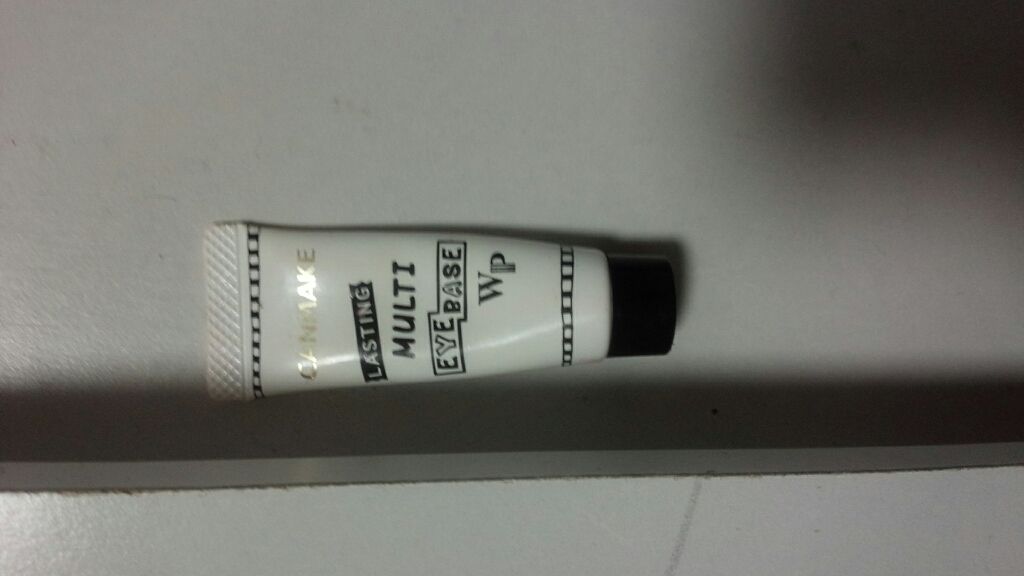 CANMAKE
LASTING
MULTI
EYE BASE
WP